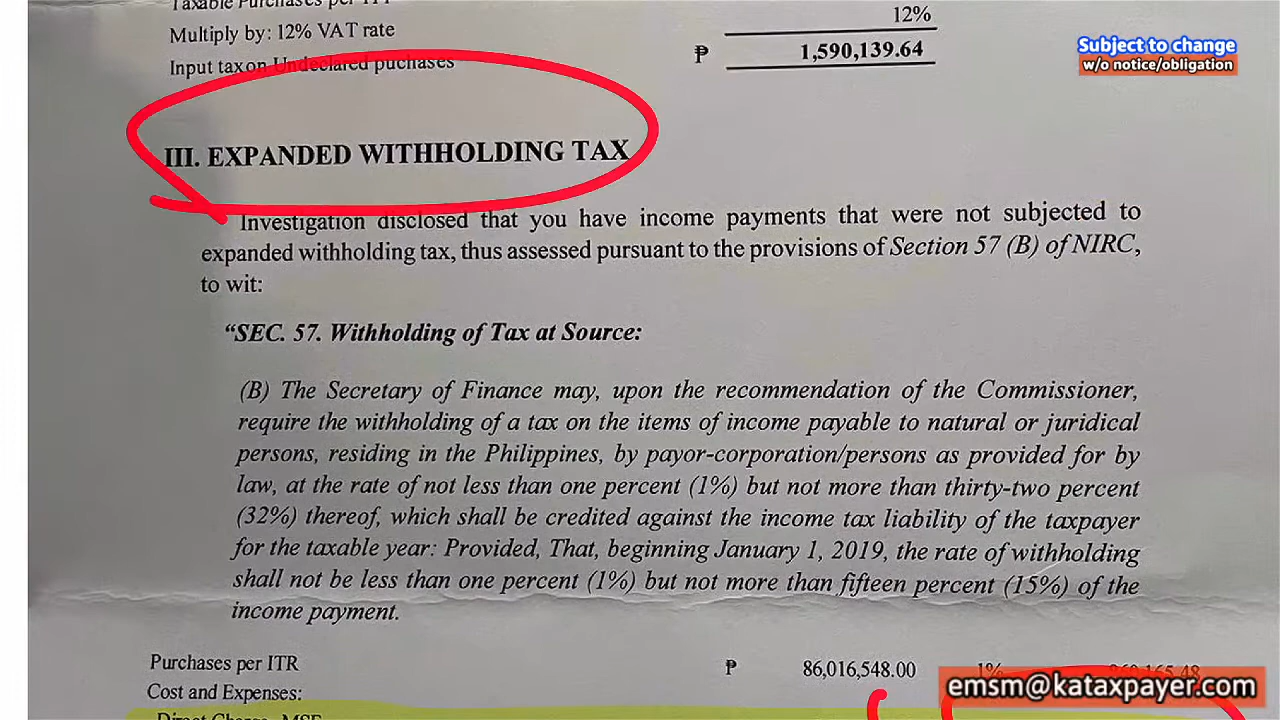 Taxable Purchases per ITR
12%
Multiply by: 12% VAT rate
₱ 1,590,139.64
Input tax on Undeclared puchases
Subject to change
w/o notice/obligation
III. EXPANDED WITHHOLDING TAX
Investigation disclosed that you have income payments that were not subjected to
expanded withholding tax, thus assessed pursuant to the provisions of Section 57 (B) of NIRC,
to wit:
“SEC. 57. Withholding of Tax at Source:
(B) The Secretary of Finance may, upon the recommendation of the Commissioner,
require the withholding of a tax on the items of income payable to natural or juridical
persons, residing in the Philippines, by payor-corporation/persons as provided for by
law, at the rate of not less than one percent (1%) but not more than thirty-two percent
(32%) thereof, which shall be credited against the income tax liability of the taxpayer
for the taxable year: Provided, That, beginning January 1, 2019, the rate of withholding
shall not be less than one percent (1%) but not more than fifteen percent (15%) of the
income payment.
Purchases per ITR ₱ 86,016,548.00 1%
Cost and Expenses:
emsm@kataxpayer.com